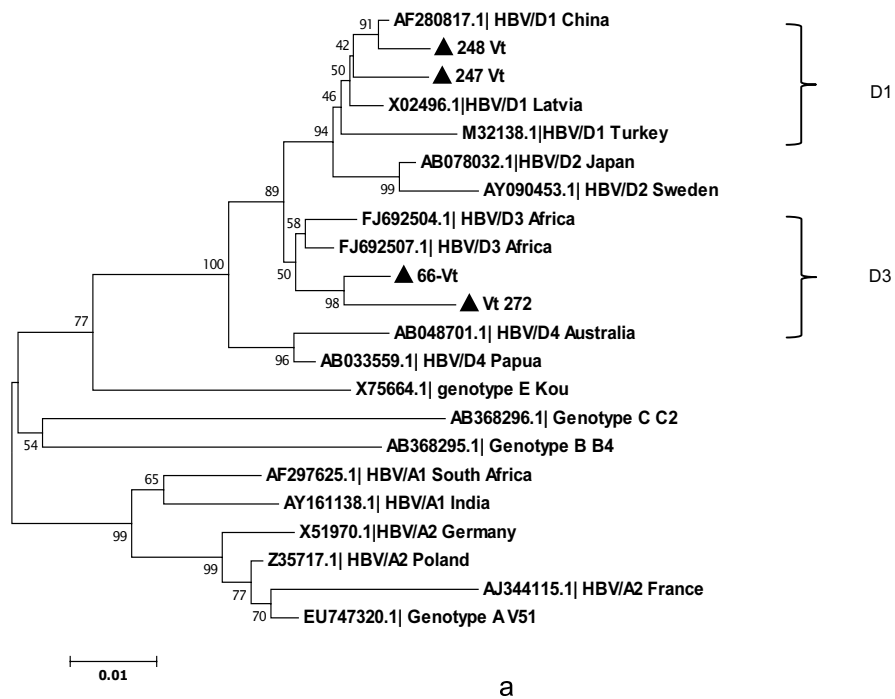 91 AF280817.1| HBV/D1 China
42 248 Vt
50 247 Vt D1
46 X02496.1|HBV/D1 Latvia
94 M32138.1|HBV/D1 Turkey
AB078032.1|HBV/D2 Japan
89 99 AY090453.1| HBV/D2 Sweden
58 FJ692504.1| HBV/D3 Africa
FJ692507.1| HBV/D3 Africa
100 50 66-Vt D3
98 Vt 272
77 AB048701.1| HBV/D4 Australia
96 AB033559.1| HBV/D4 Papua
X75664.1| genotype E Kou
AB368296.1| Genotype C C2
54 AB368295.1| Genotype B B4
65 AF297625.1| HBV/A1 South Africa
AY161138.1| HBV/A1 India
99 X51970.1|HBV/A2 Germany
99 Z35717.1| HBV/A2 Poland
77 AJ344115.1| HBV/A2 France
70 EU747320.1| Genotype A V51
0.01
a